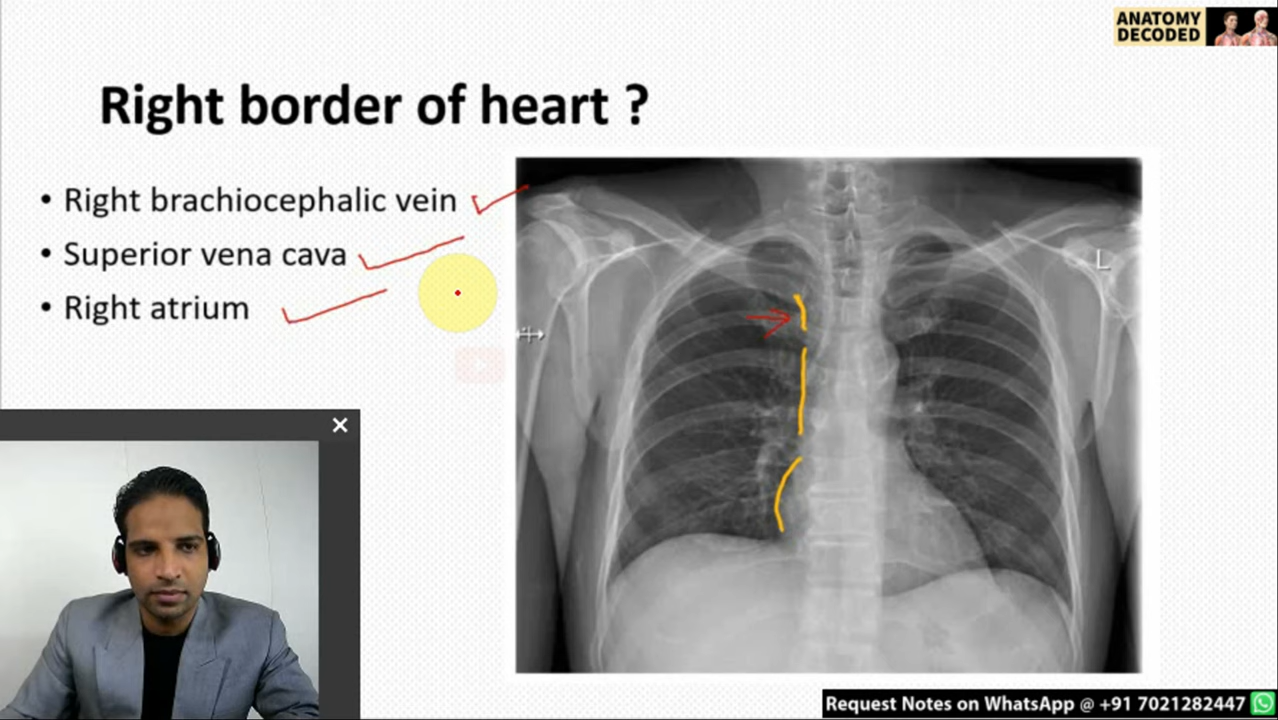 ANATOMY
DECODED
Right border of heart ?
• Right brachiocephalic vein
• Superior vena cava
• Right atrium
L
Request Notes on WhatsApp @ +91 7021282447